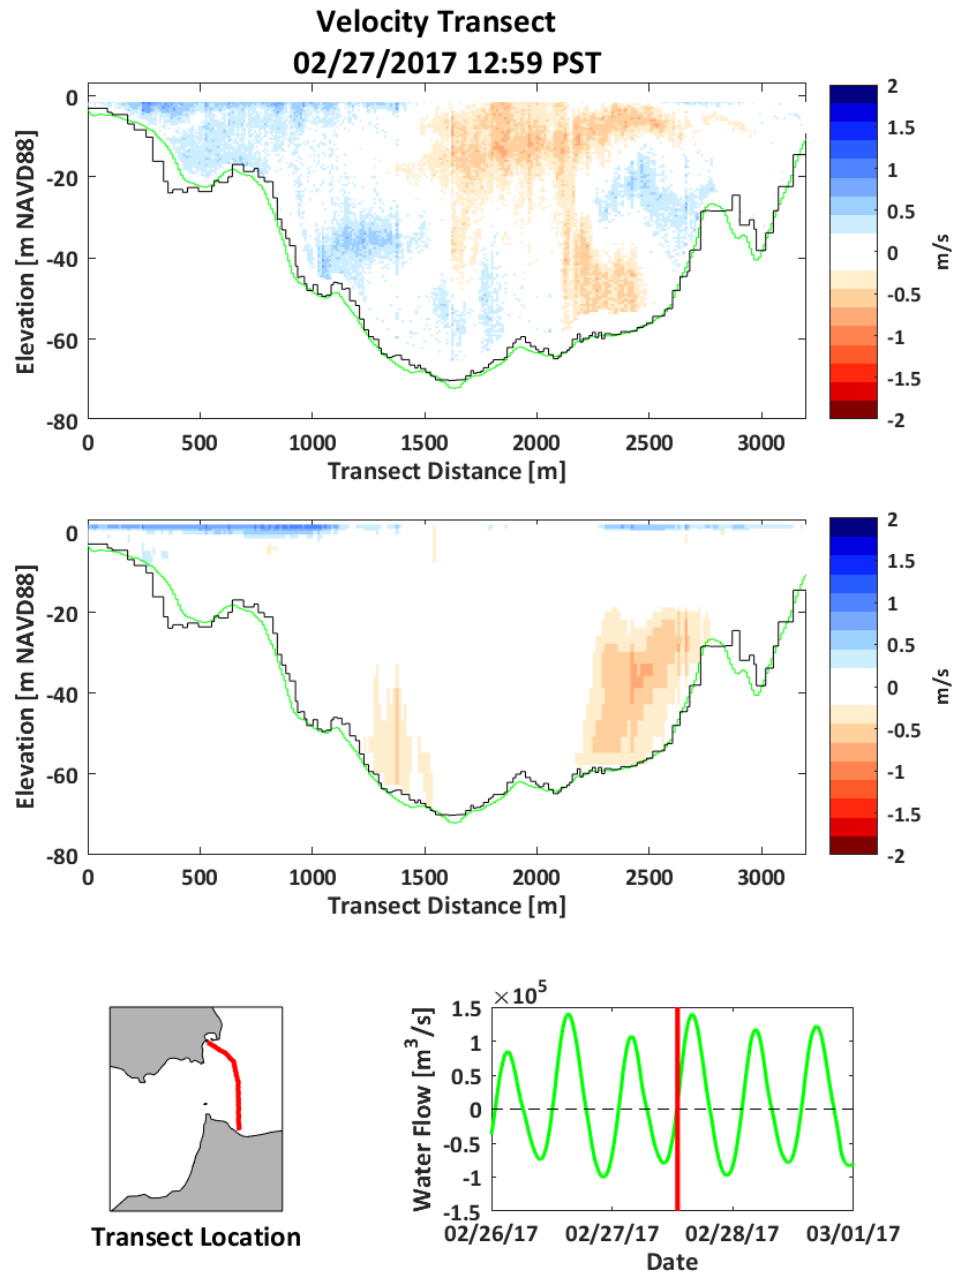 Velocity Transect
02/27/2017 12:59 PST
0
-20
-40
-60
-80
Elevation [m NAVD88]
0 500 1000 1500 2000 2500 3000
Transect Distance [m]
2
1.5
1
0.5
0
-0.5
-1
-1.5
-2
m/s
0
-20
-40
-60
-80
Elevation [m NAVD88]
0 500 1000 1500 2000 2500 3000
Transect Distance [m]
2
1.5
1
0.5
0
-0.5
-1
-1.5
-2
m/s
Transect Location
×10⁵
1.5
1
0.5
0
-0.5
-1
-1.5
Water Flow [m³/s]
02/26/17 02/27/17 02/28/17 03/01/17
Date